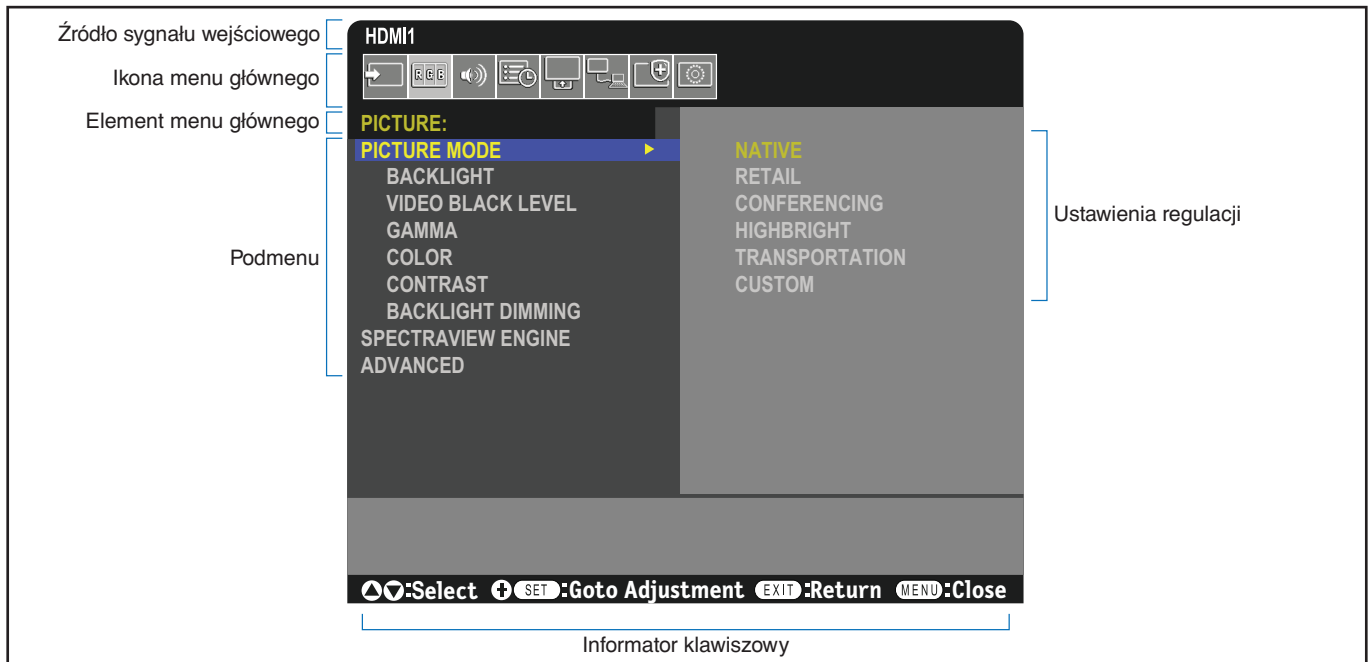 Źródło sygnału wejściowego
HDMI1
Ikona menu głównego
RGB
Element menu głównego
PICTURE:
PICTURE MODE
NATIVE
BACKLIGHT
RETAIL
VIDEO BLACK LEVEL
CONFERENCING
Ustawienia regulacji
GAMMA
HIGHBRIGHT
Podmenu
COLOR
TRANSPORTATION
CONTRAST
CUSTOM
BACKLIGHT DIMMING
SPECTRAVIEW ENGINE
ADVANCED
:Select SET:Goto Adjustment EXIT:Return MENU:Close
Informator klawiszowy